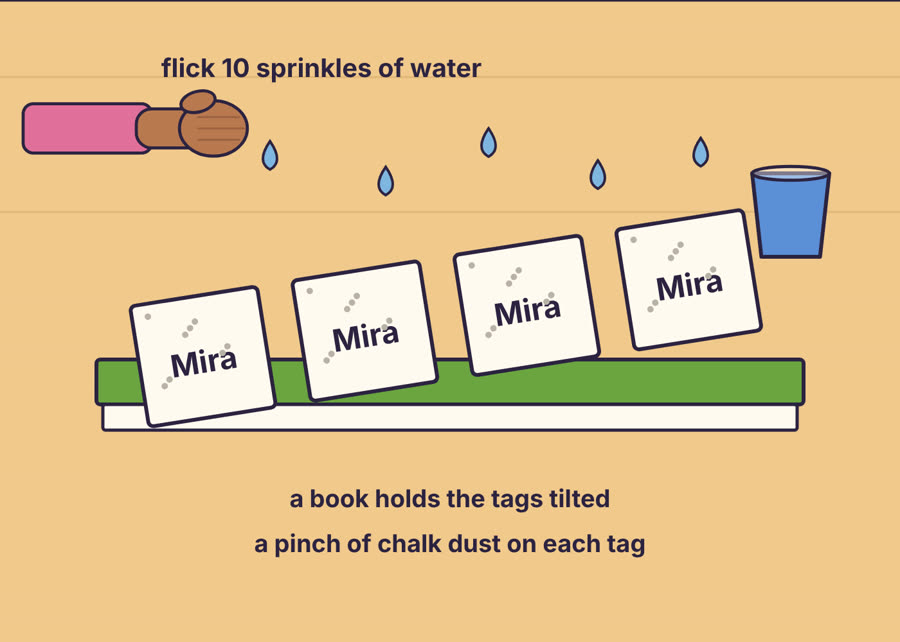 flick 10 sprinkles of water
Mira
Mira
Mira
Mira
a book holds the tags tilted
a pinch of chalk dust on each tag